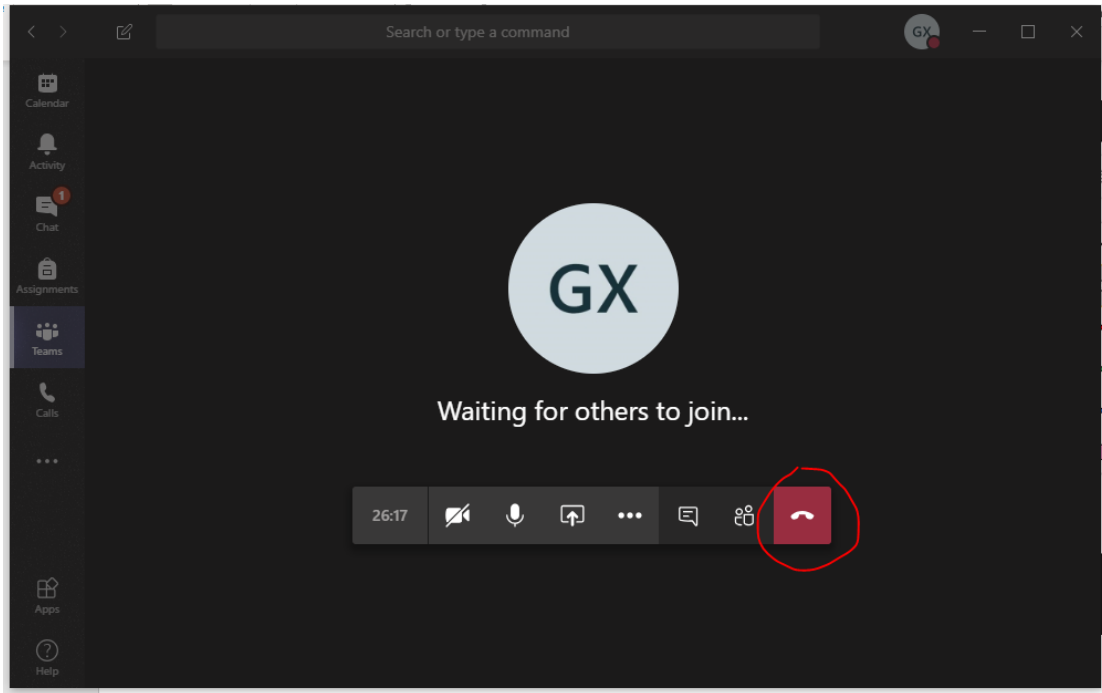 Search or type a command
GX
Calendar
Activity
1
Chat
Assignments
Teams
Calls
Apps
Help
GX
Waiting for others to join...
26:17